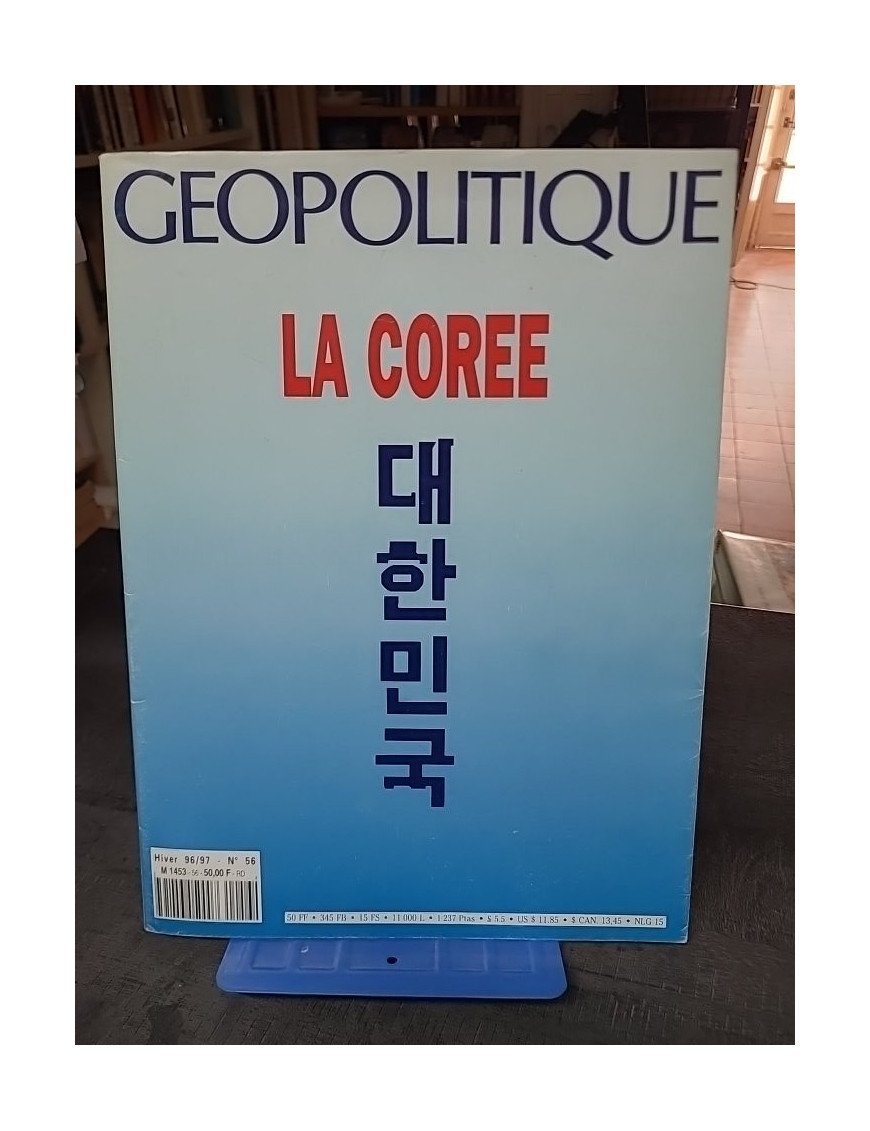 GEOPOLITIQUE
LA COREE
대
한
민
국
Hiver 96/97 - N° 56
M 1453 - 56 - 50,00 F - RD
50 FF • 345 FB • 15 FS • 11 000 L • 1 237 Ptas • £ 5.5 • US $ 11,85 • $ CAN. 13,45 • NLG 15